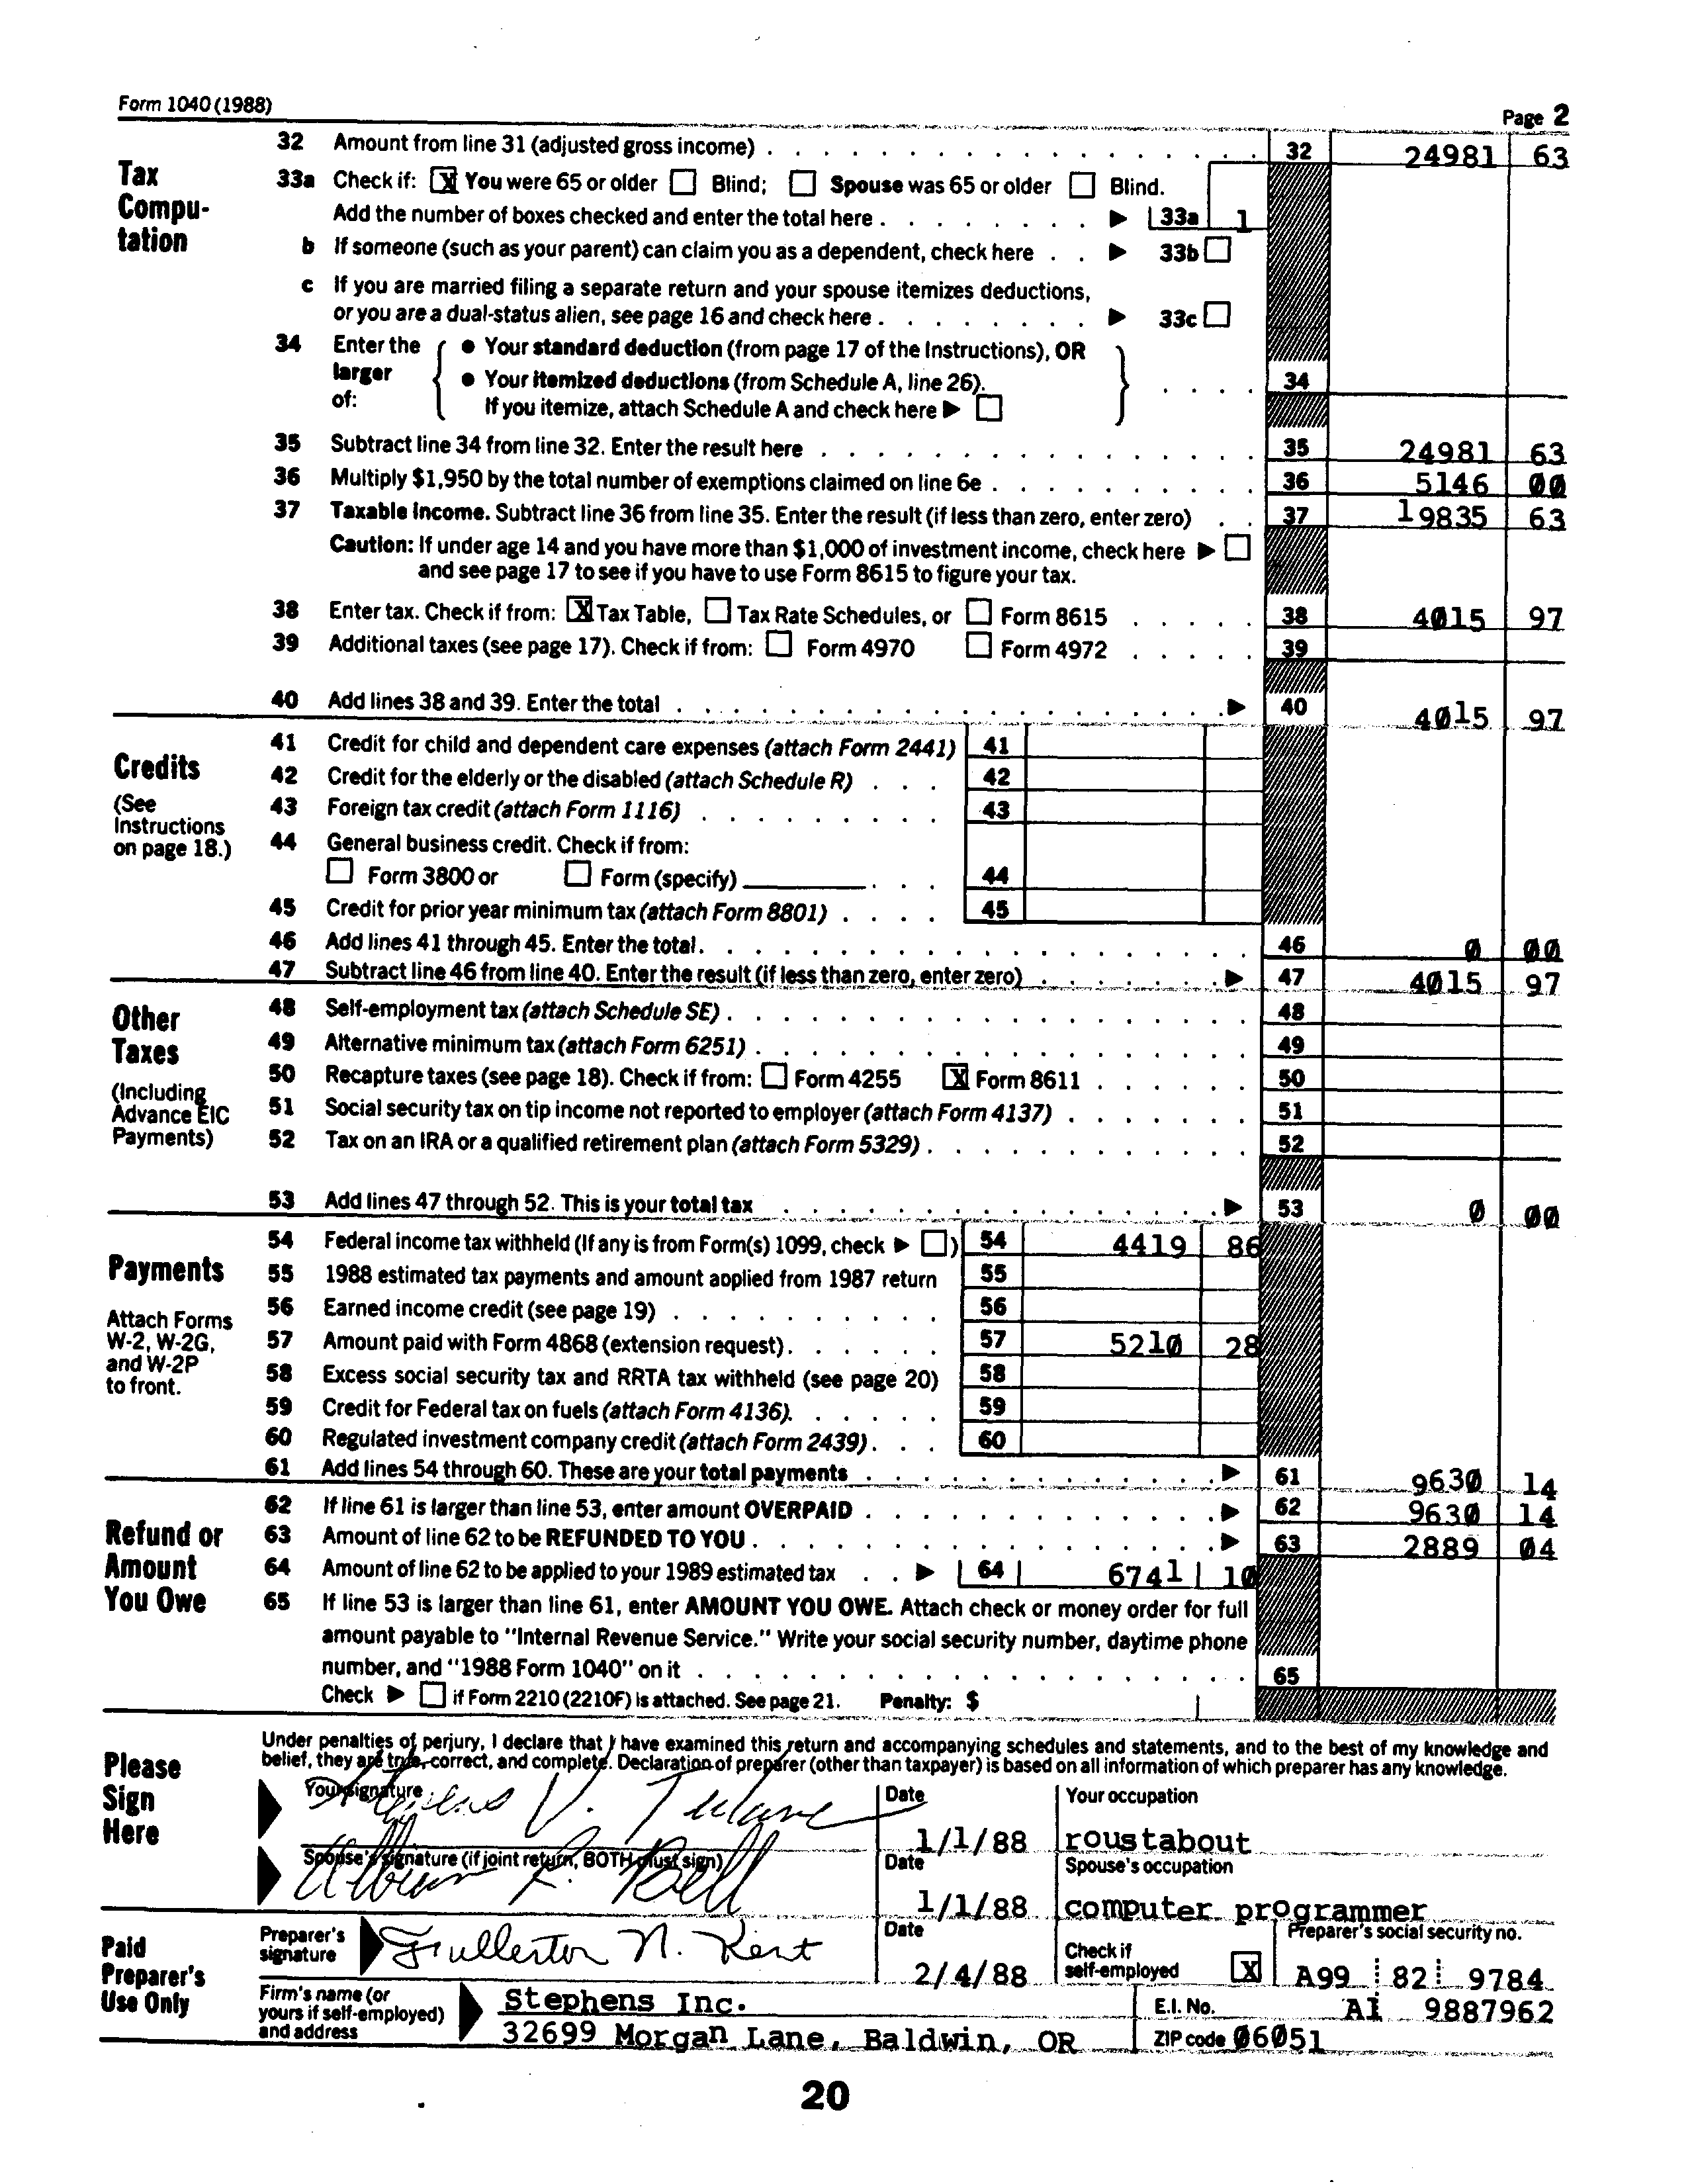 Form 1040 (1988)
Page 2
Tax Compu-tation
32 Amount from line 31 (adjusted gross income) . . . 32 24981 63
33a Check if: [X] You were 65 or older [ ] Blind; [ ] Spouse was 65 or older [ ] Blind.
Add the number of boxes checked and enter the total here . . . ▶ 33a 1
b If someone (such as your parent) can claim you as a dependent, check here . . ▶ 33b [ ]
c If you are married filing a separate return and your spouse itemizes deductions,
or you are a dual-status alien, see page 16 and check here . . . ▶ 33c [ ]
34 Enter the larger of: { • Your standard deduction (from page 17 of the Instructions), OR
• Your itemized deductions (from Schedule A, line 26).
If you itemize, attach Schedule A and check here ▶ [ ] } . . . . 34
35 Subtract line 34 from line 32. Enter the result here . . . 35 24981 63
36 Multiply $1,950 by the total number of exemptions claimed on line 6e . . . 36 5146 00
37 Taxable income. Subtract line 36 from line 35. Enter the result (if less than zero, enter zero) . . 37 19835 63
Caution: If under age 14 and you have more than $1,000 of investment income, check here ▶ [ ]
and see page 17 to see if you have to use Form 8615 to figure your tax.
38 Enter tax. Check if from: [X] Tax Table, [ ] Tax Rate Schedules, or [ ] Form 8615 . . . 38 4015 97
39 Additional taxes (see page 17). Check if from: [ ] Form 4970 [ ] Form 4972 . . . 39
40 Add lines 38 and 39. Enter the total . . . ▶ 40 4015 97
Credits
(See Instructions on page 18.)
41 Credit for child and dependent care expenses (attach Form 2441) 41
42 Credit for the elderly or the disabled (attach Schedule R) . . . 42
43 Foreign tax credit (attach Form 1116) . . . 43
44 General business credit. Check if from:
[ ] Form 3800 or [ ] Form (specify) ______ . . . 44
45 Credit for prior year minimum tax (attach Form 8801) . . . . 45
46 Add lines 41 through 45. Enter the total . . . 46 0 00
47 Subtract line 46 from line 40. Enter the result (if less than zero, enter zero) . . . ▶ 47 4015 97
Other Taxes
(Including Advance EIC Payments)
48 Self-employment tax (attach Schedule SE) . . . 48
49 Alternative minimum tax (attach Form 6251) . . . 49
50 Recapture taxes (see page 18). Check if from: [ ] Form 4255 [X] Form 8611 . . . 50
51 Social security tax on tip income not reported to employer (attach Form 4137) . . . 51
52 Tax on an IRA or a qualified retirement plan (attach Form 5329) . . . 52
53 Add lines 47 through 52. This is your total tax . . . ▶ 53 0 00
Payments
Attach Forms W-2, W-2G, and W-2P to front.
54 Federal income tax withheld (If any is from Form(s) 1099, check ▶ [ ]) 54 4419 86
55 1988 estimated tax payments and amount applied from 1987 return 55
56 Earned income credit (see page 19) . . . 56
57 Amount paid with Form 4868 (extension request) . . . 57 5210 28
58 Excess social security tax and RRTA tax withheld (see page 20) 58
59 Credit for Federal tax on fuels (attach Form 4136) . . . 59
60 Regulated investment company credit (attach Form 2439) . . . 60
61 Add lines 54 through 60. These are your total payments . . . ▶ 61 9630 14
Refund or Amount You Owe
62 If line 61 is larger than line 53, enter amount OVERPAID . . . ▶ 62 9630 14
63 Amount of line 62 to be REFUNDED TO YOU . . . ▶ 63 2889 04
64 Amount of line 62 to be applied to your 1989 estimated tax . . ▶ 64 6741 10
65 If line 53 is larger than line 61, enter AMOUNT YOU OWE. Attach check or money order for full
amount payable to "Internal Revenue Service." Write your social security number, daytime phone
number, and "1988 Form 1040" on it . . . 65
Check ▶ [ ] if Form 2210 (2210F) is attached. See page 21. Penalty: $
Please Sign Here
Under penalties of perjury, I declare that I have examined this return and accompanying schedules and statements, and to the best of my knowledge and
belief, they are true, correct, and complete. Declaration of preparer (other than taxpayer) is based on all information of which preparer has any knowledge.
Your signature V. Date 1/1/88 Your occupation roustabout
Spouse's signature (if joint return, BOTH must sign) Bell Date 1/1/88 Spouse's occupation computer programmer
Paid Preparer's Use Only
Preparer's signature Fullerton N. Kent Date 2/4/88 Check if self-employed [X] Preparer's social security no. A99 82 9784
Firm's name (or yours if self-employed) and address Stephens Inc. E.I. No. A1 9887962
32699 Morgan Lane, Baldwin, OR ZIP code 06051
20